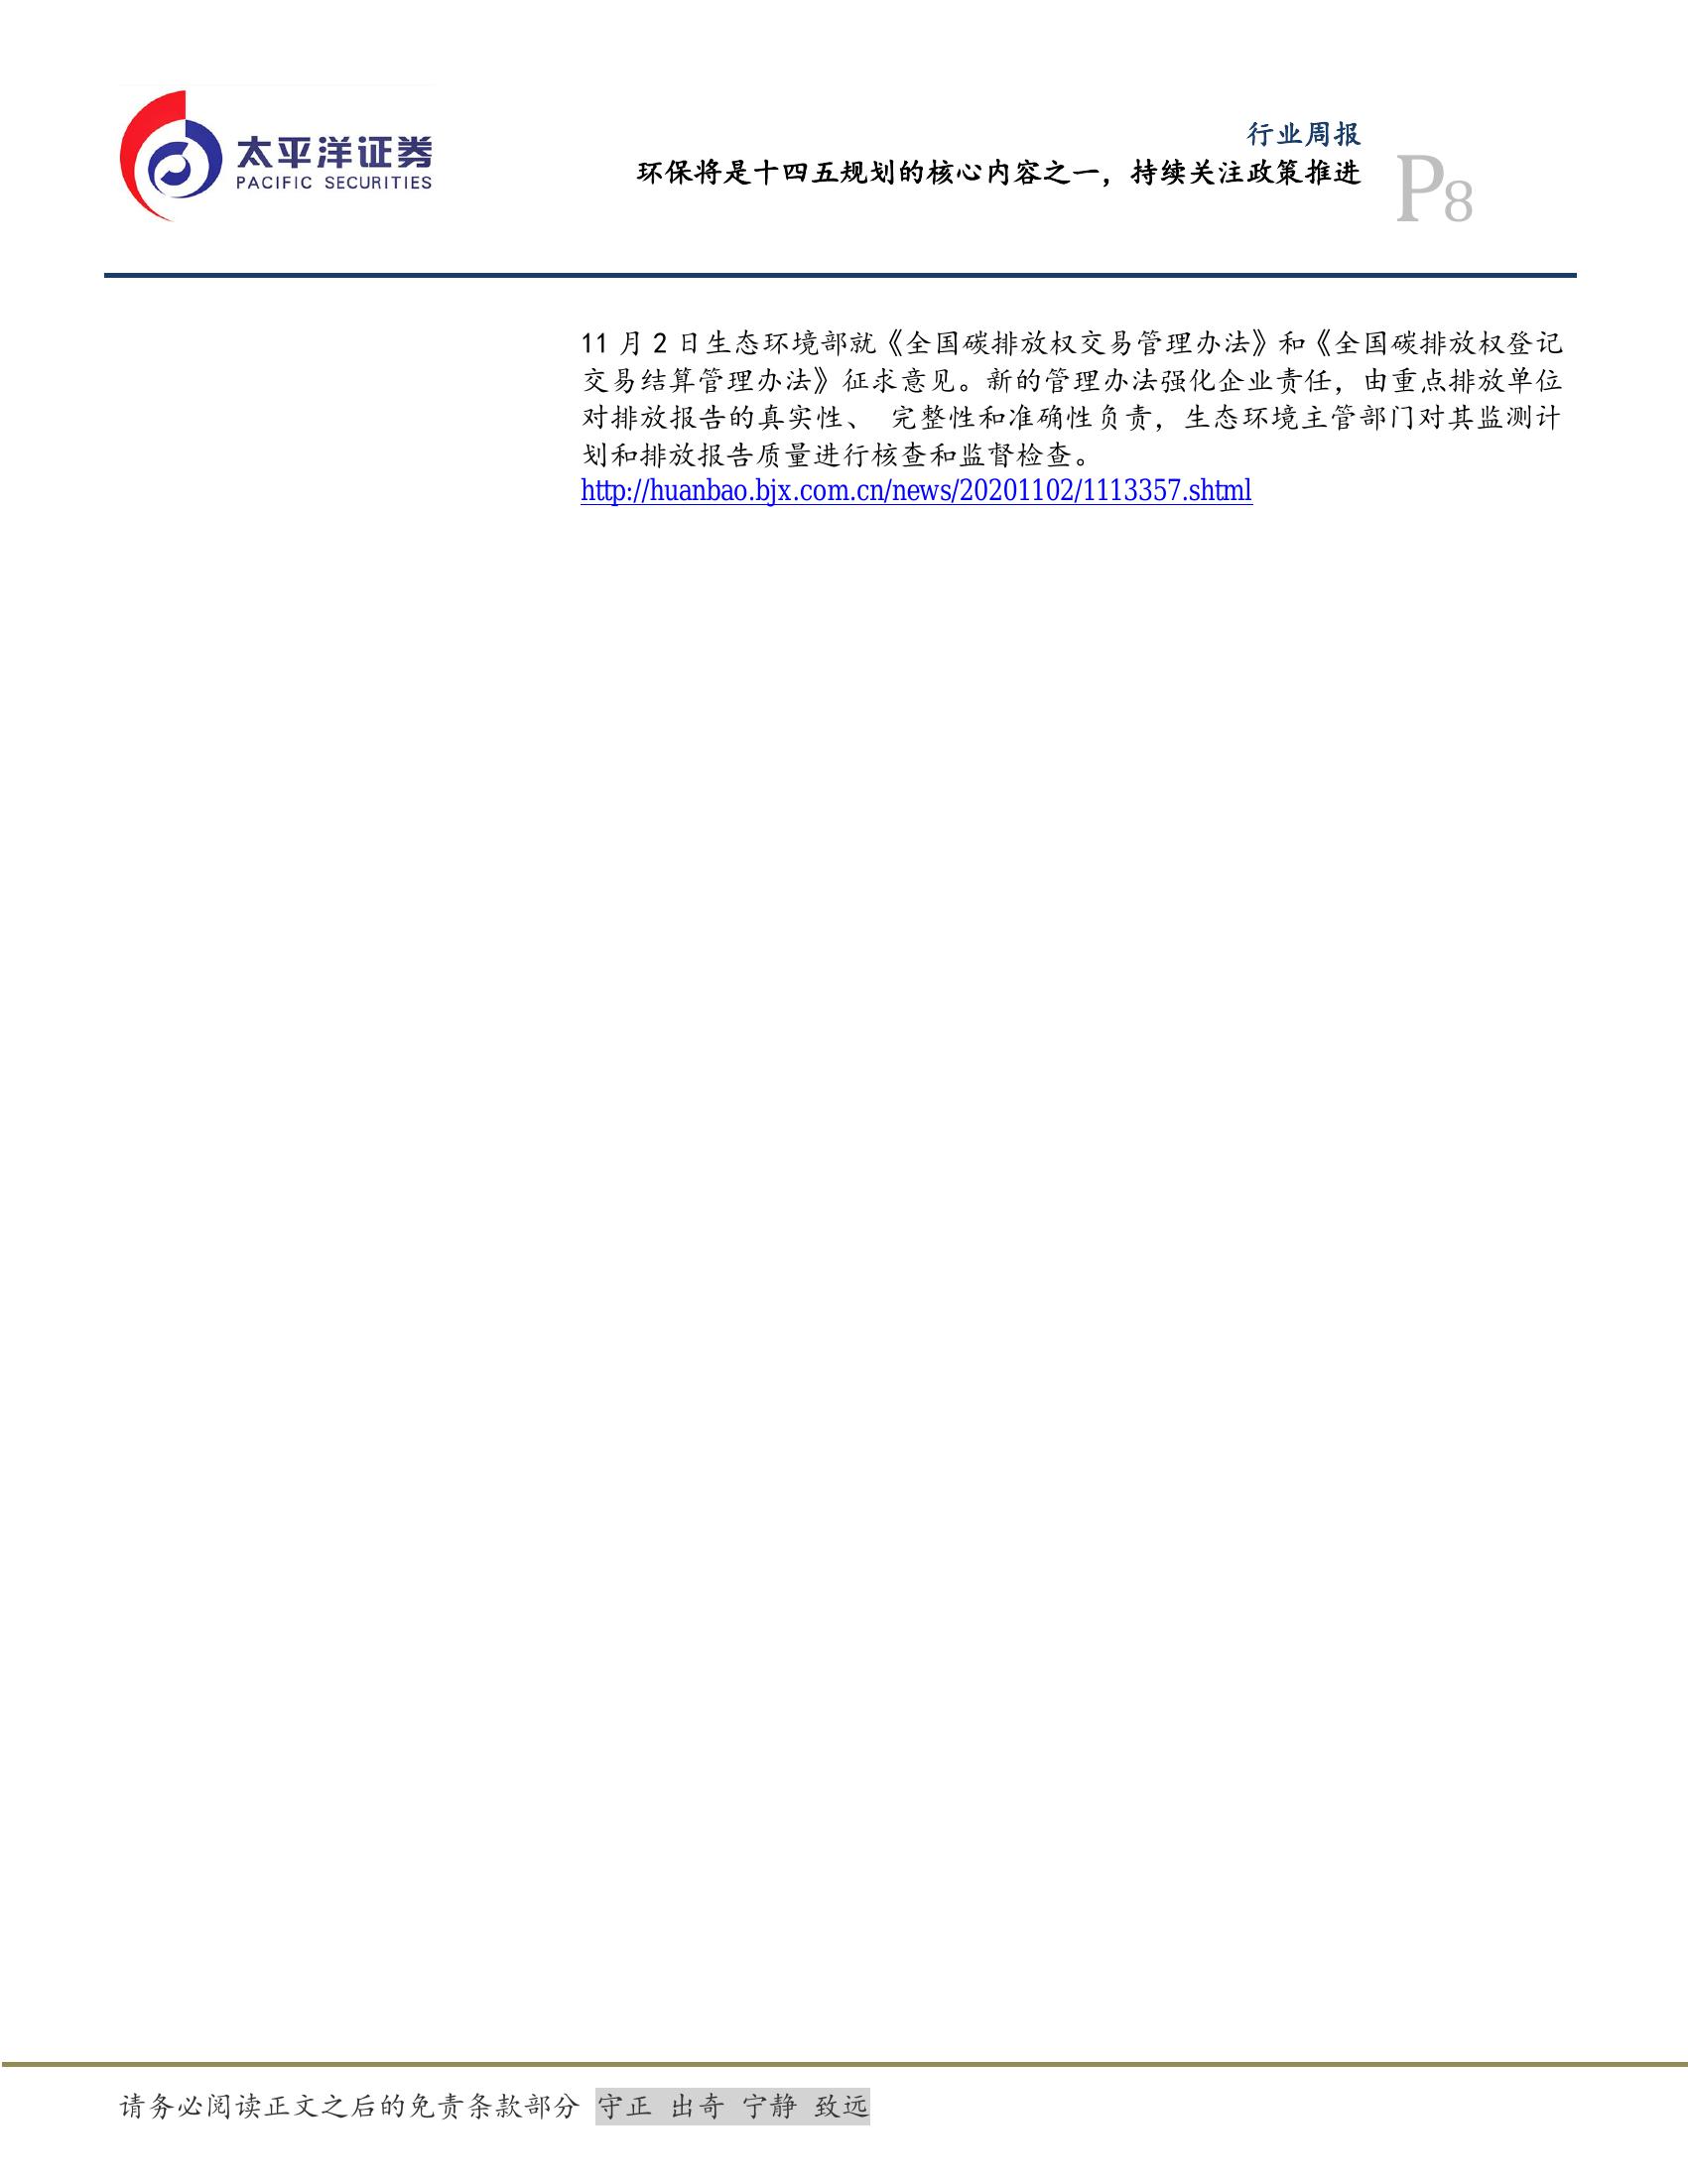 太平洋证券
PACIFIC SECURITIES
行业周报
环保将是十四五规划的核心内容之一，持续关注政策推进
P8
11 月 2 日生态环境部就《全国碳排放权交易管理办法》和《全国碳排放权登记
交易结算管理办法》征求意见。新的管理办法强化企业责任，由重点排放单位
对排放报告的真实性、 完整性和准确性负责，生态环境主管部门对其监测计
划和排放报告质量进行核查和监督检查。
http://huanbao.bjx.com.cn/news/20201102/1113357.shtml
请务必阅读正文之后的免责条款部分 守正 出奇 宁静 致远